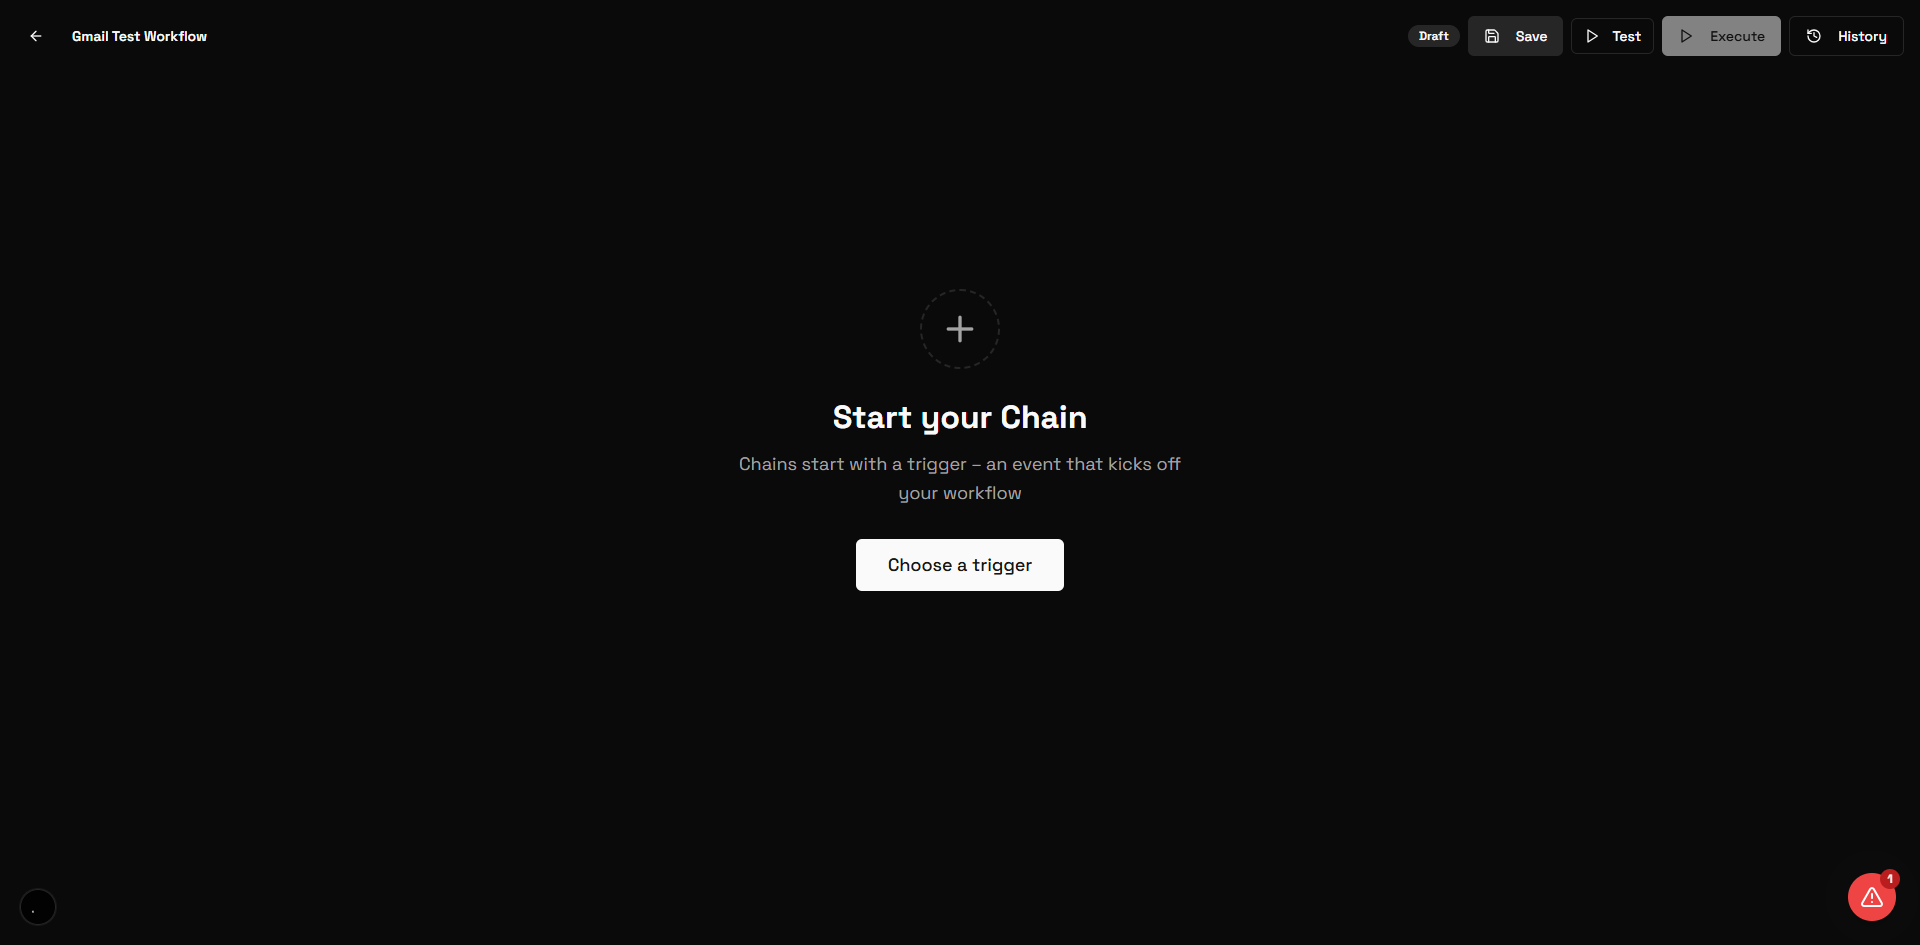 Gmail Test Workflow
Draft
Save
Test
Execute
History
Start your Chain
Chains start with a trigger – an event that kicks off
your workflow
Choose a trigger
1